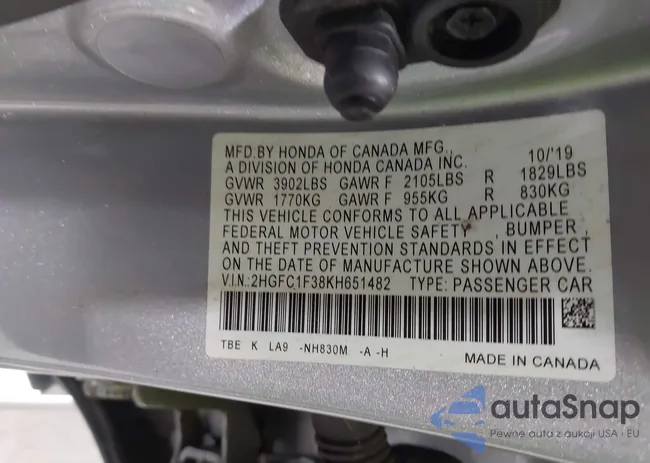 MFD.BY HONDA OF CANADA MFG., 10/'19
A DIVISION OF HONDA CANADA INC.
GVWR 3902LBS GAWR F 2105LBS R 1829LBS
GVWR 1770KG GAWR F 955KG R 830KG
THIS VEHICLE CONFORMS TO ALL APPLICABLE
FEDERAL MOTOR VEHICLE SAFETY , BUMPER ,
AND THEFT PREVENTION STANDARDS IN EFFECT
ON THE DATE OF MANUFACTURE SHOWN ABOVE.
V.I.N.: 2HGFC1F38KH651482 TYPE: PASSENGER CAR
TBE K LA9 -NH830M -A -H
MADE IN CANADA
autaSnap
Pewne auta z aukcji USA i EU